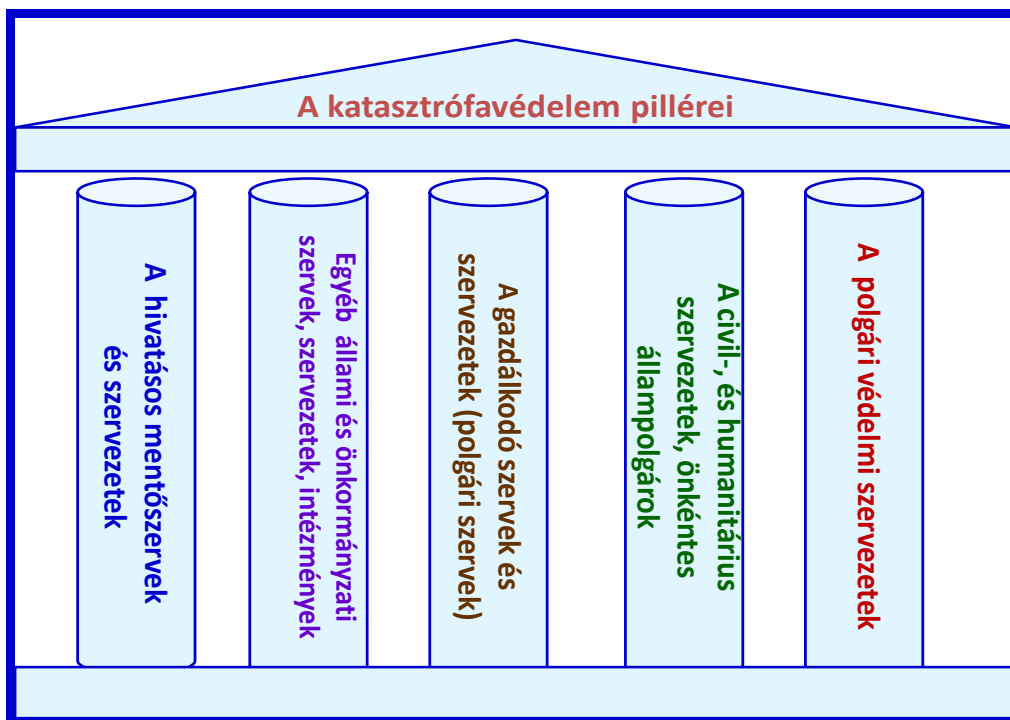 A katasztrófavédelem pillérei
A hivatásos mentőszervek
és szervezetek
Egyéb állami és önkormányzati
szervek, szervezetek, intézmények
A gazdálkodó szervek és
szervezetek (polgári szervek)
A civil-, és humanitárius
szervezetek, önkéntes
állampolgárok
A polgári védelmi szervezetek